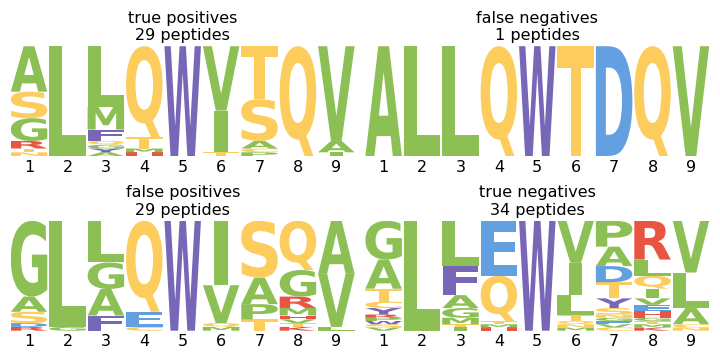 true positives
29 peptides
false negatives
1 peptides
A L L Q W V T Q V
S M T I S
G F M A
R
1 2 3 4 5 6 7 8 9
A L L Q W T D Q V
1 2 3 4 5 6 7 8 9
false positives
29 peptides
true negatives
34 peptides
G L L Q W I S Q A
A G E V A G V
S A P R
R F T M
1 2 3 4 5 6 7 8 9
G L L E W V P R V
A F Q I A L L
T A L D Q A
C G T
1 2 3 4 5 6 7 8 9